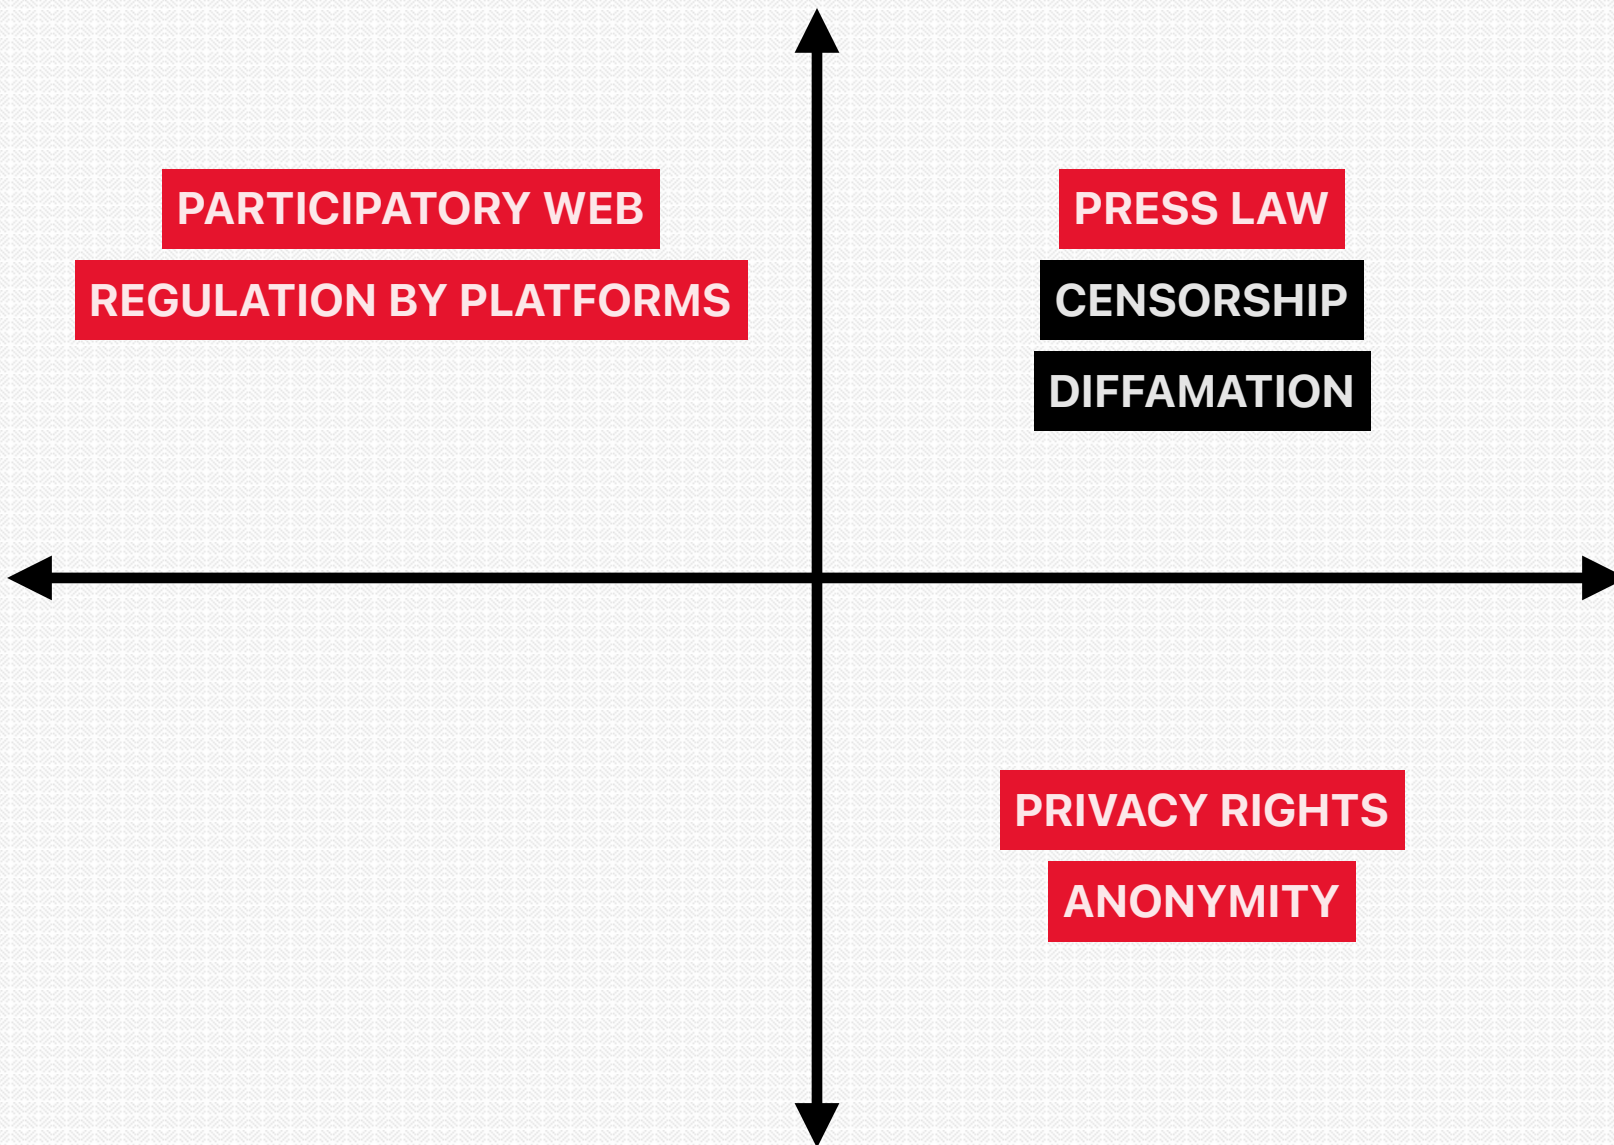 PARTICIPATORY WEB
REGULATION BY PLATFORMS
PRESS LAW
CENSORSHIP
DIFFAMATION
PRIVACY RIGHTS
ANONYMITY